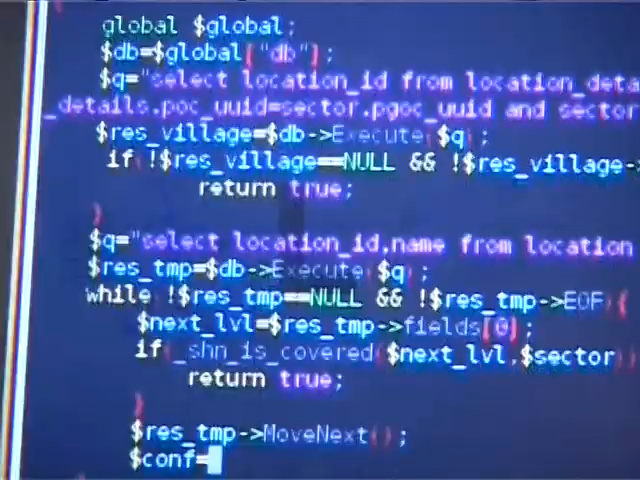 global $global;
$db=$global["db"];
$q="select location_id from location_deta
_details.poc_uuid=sector.pgoc_uuid and sector
$res_village=$db->Execute($q);
if(!$res_village==NULL && !$res_village->
return true;
}
$q="select location_id,name from location
$res_tmp=$db->Execute($q);
while(!$res_tmp==NULL && !$res_tmp->EOF){
$next_lvl=$res_tmp->fields[0];
if(_shn_is_covered($next_lvl,$sector))
return true;
}
$res_tmp->MoveNext();
$conf=